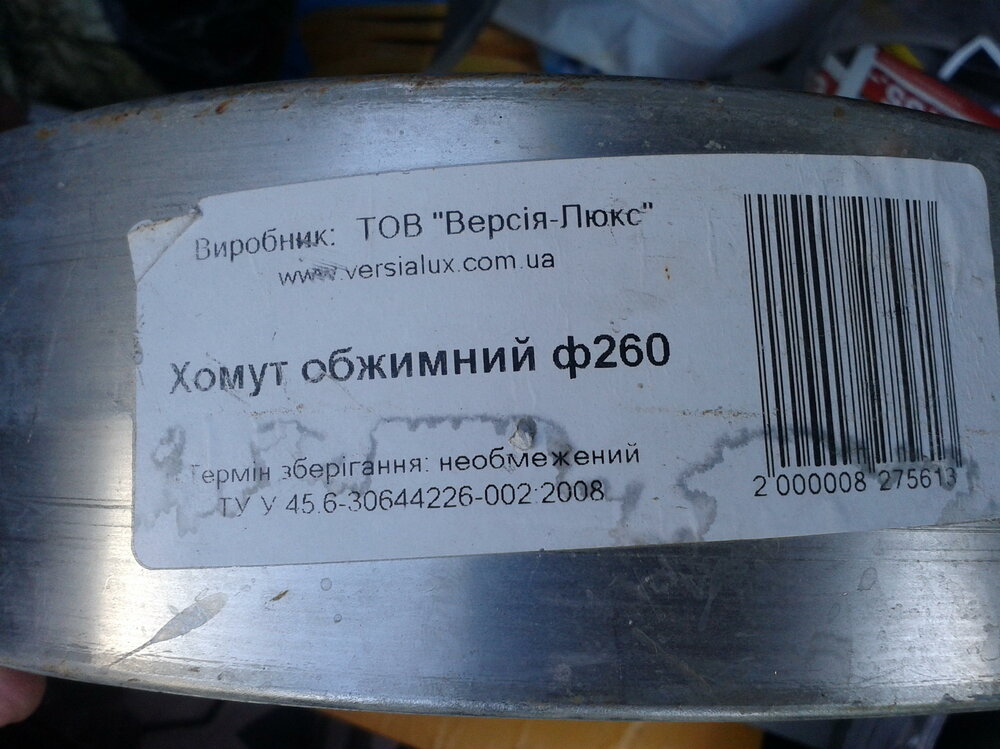 Виробник: ТОВ "Версія-Люкс"
www.versialux.com.ua
Хомут обжимний ф260
Термін зберігання: необмежений
ТУ У 45.6-30644226-002:2008
2 000008 275613